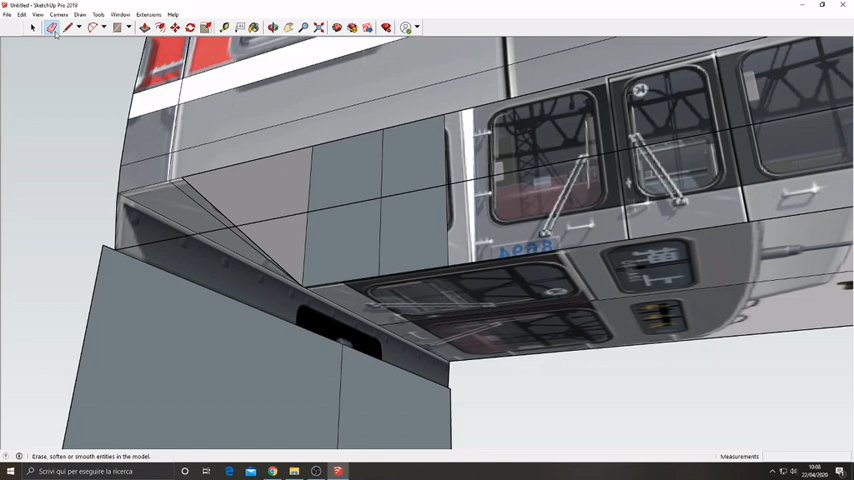 Untitled - SketchUp Pro 2019
File Edit View Camera Draw Tools Window Extensions Help
K
K
Erase, soften or smooth entities in the model.
Measurements
Scrivi qui per eseguire la ricerca
10:08
22/04/2020